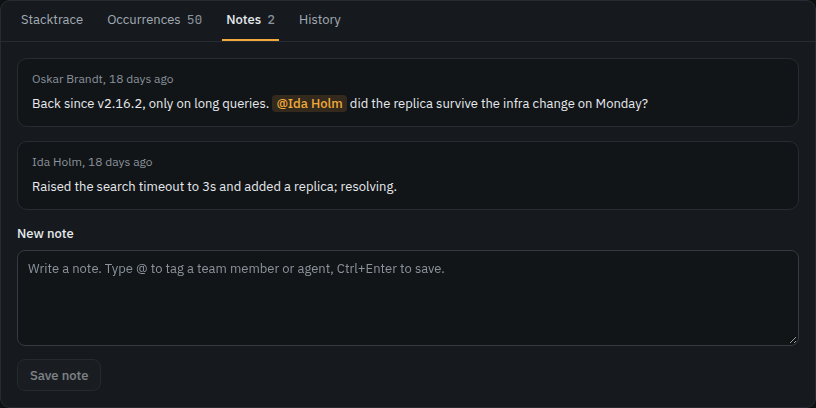 Stacktrace Occurrences 50 Notes 2 History
Oskar Brandt, 18 days ago
Back since v2.16.2, only on long queries. @Ida Holm did the replica survive the infra change on Monday?
Ida Holm, 18 days ago
Raised the search timeout to 3s and added a replica; resolving.
New note
Write a note. Type @ to tag a team member or agent, Ctrl+Enter to save.
Save note